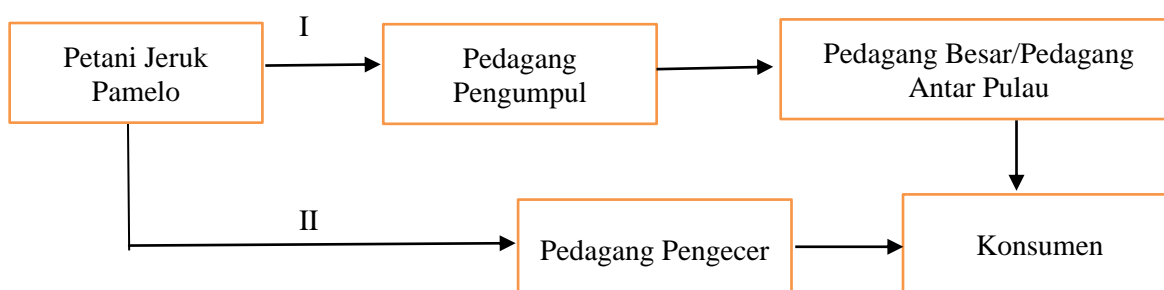 I
Petani Jeruk
Pamelo
Pedagang
Pengumpul
Pedagang Besar/Pedagang
Antar Pulau
II
Pedagang Pengecer
Konsumen